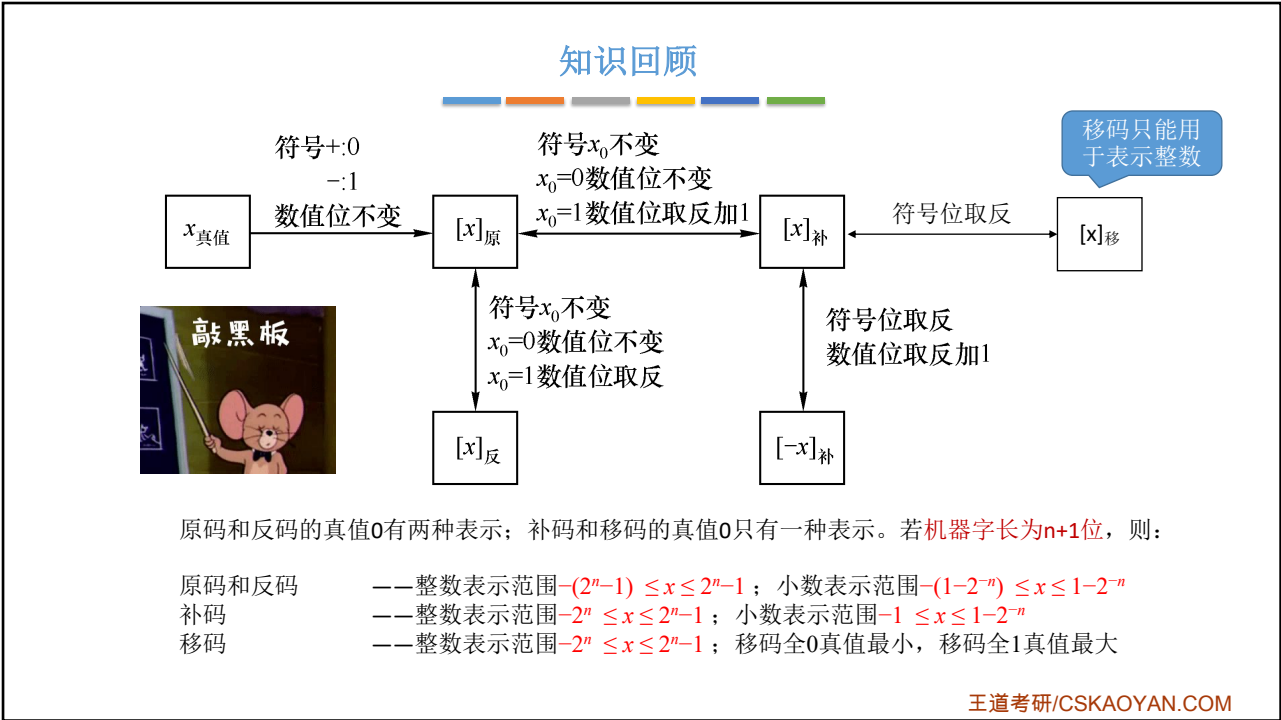 知识回顾
移码只能用
于表示整数
符号+:0
−:1
数值位不变
符号x₀不变
x₀=0数值位不变
x₀=1数值位取反加1
符号位取反
x真值
[x]原
[x]补
[x]移
敲黑板
符号x₀不变
x₀=0数值位不变
x₀=1数值位取反
符号位取反
数值位取反加1
[x]反
[−x]补
原码和反码的真值0有两种表示；补码和移码的真值0只有一种表示。若机器字长为n+1位，则：
原码和反码 ——整数表示范围−(2ⁿ−1) ≤ x ≤ 2ⁿ−1 ；小数表示范围−(1−2⁻ⁿ) ≤ x ≤ 1−2⁻ⁿ
补码 ——整数表示范围−2ⁿ ≤ x ≤ 2ⁿ−1 ；小数表示范围−1 ≤ x ≤ 1−2⁻ⁿ
移码 ——整数表示范围−2ⁿ ≤ x ≤ 2ⁿ−1 ；移码全0真值最小，移码全1真值最大
王道考研/CSKAOYAN.COM